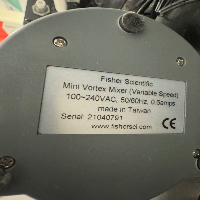 Fisher Scientific
Mini Vortex Mixer (Variable Speed)
100~240VAC, 50/60Hz, 0.5amps
made in Taiwan
Serial: 21040791
www.fishersci.com
CE